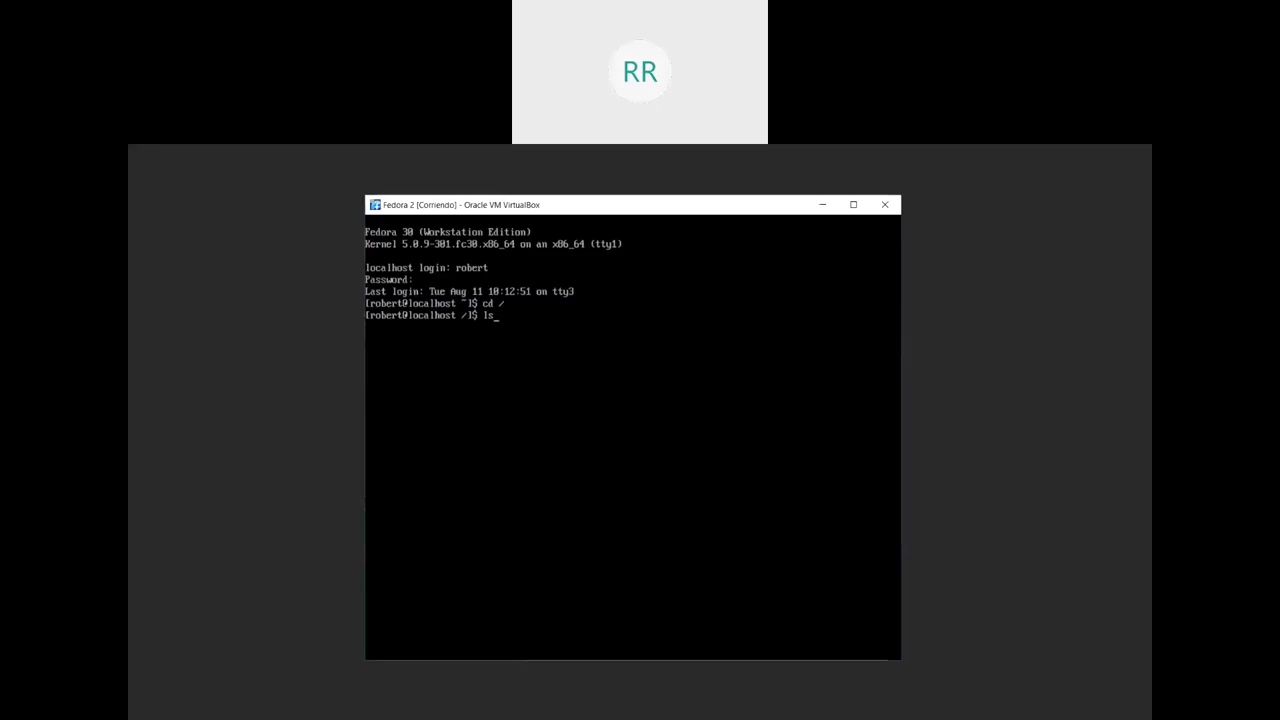 RR
Fedora 2 [Corriendo] - Oracle VM VirtualBox
Fedora 30 (Workstation Edition)
Kernel 5.0.9-301.fc30.x86_64 on an x86_64 (tty1)
localhost login: robert
Password:
Last login: Tue Aug 11 10:12:51 on tty3
[robert@localhost ~]$ cd /
[robert@localhost /]$ ls_